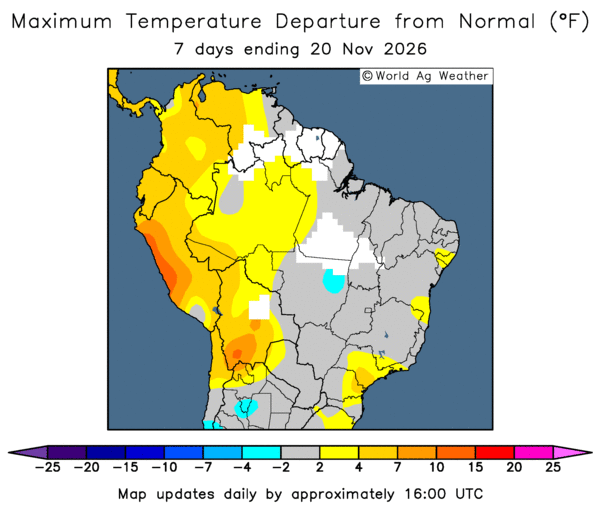 Maximum Temperature Departure from Normal (°F)
7 days ending 20 Nov 2026
©World Ag Weather
-25 -20 -15 -10 -7 -4 -2 2 4 7 10 15 20 25
Map updates daily by approximately 16:00 UTC